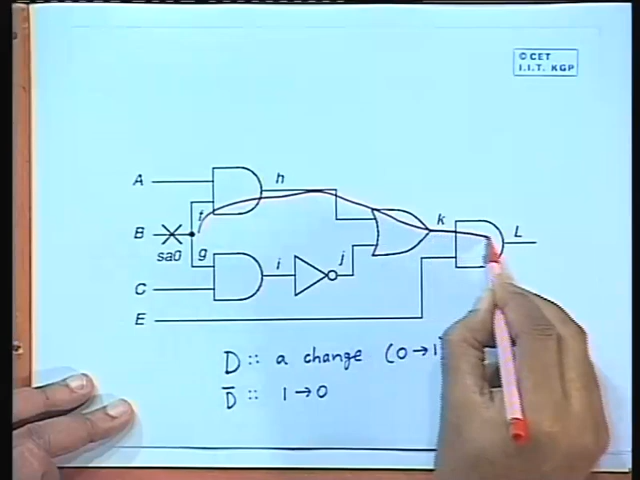 © CET
I.I.T. KGP
A
h
f
B
k
L
sa0
g
i
j
C
E
D :: a change (0→1
D̅ :: 1→0